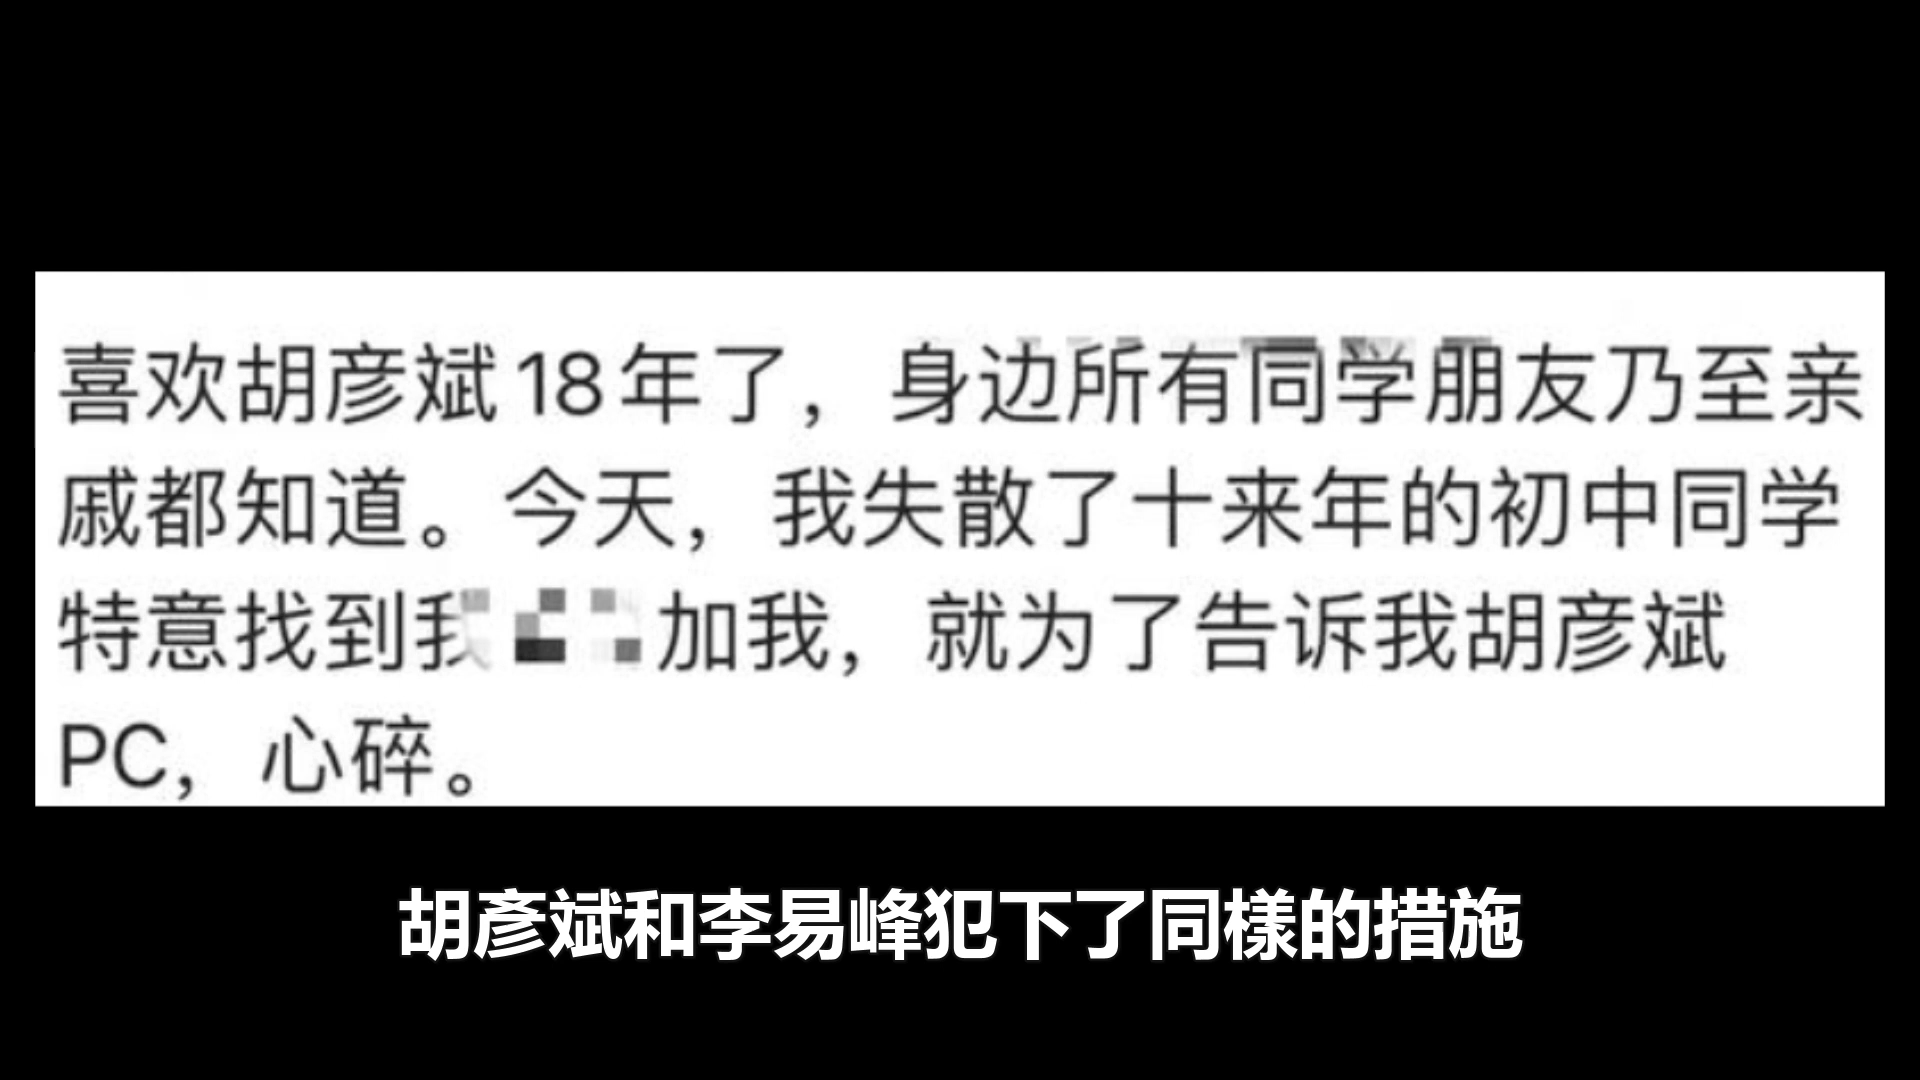 喜欢胡彦斌18年了，身边所有同学朋友乃至亲
戚都知道。今天，我失散了十来年的初中同学
特意找到我 加我，就为了告诉我胡彦斌
PC，心碎。
胡彥斌和李易峰犯下了同樣的措施